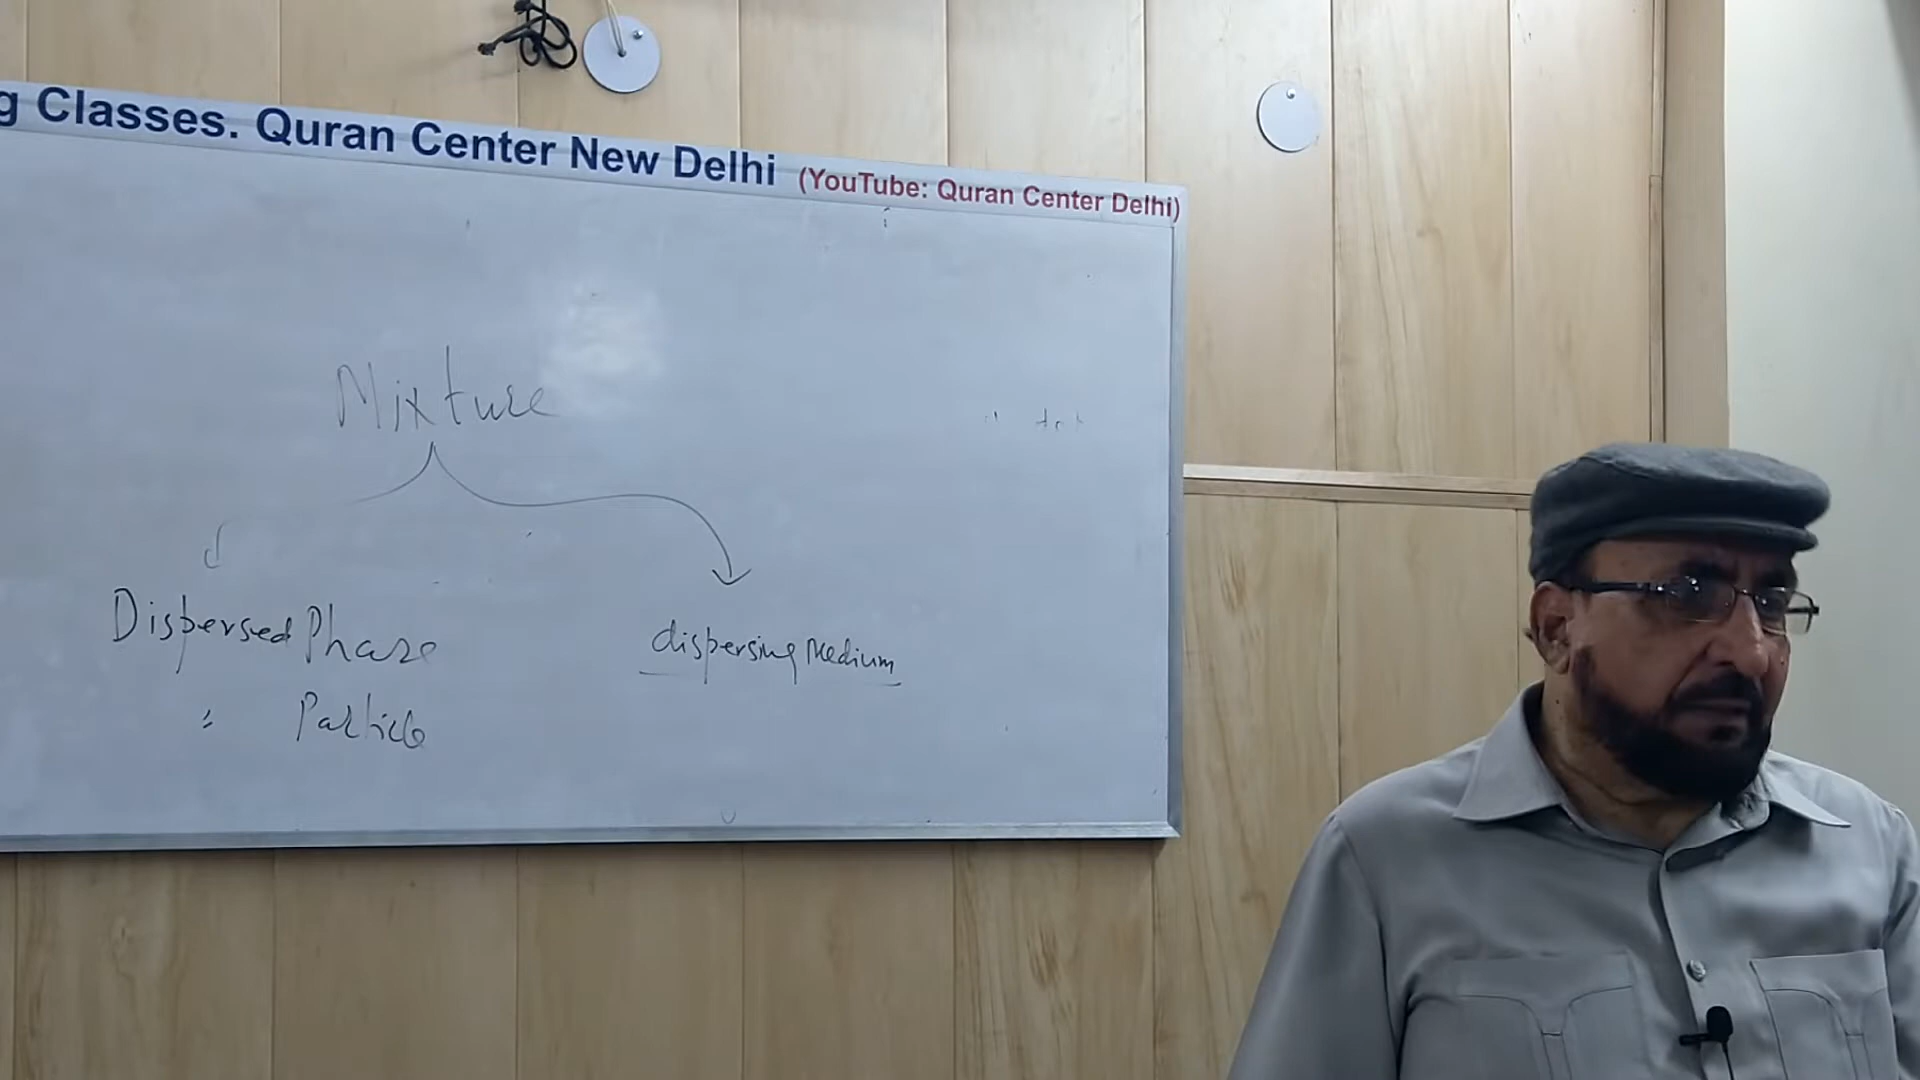 g Classes. Quran Center New Delhi (YouTube: Quran Center Delhi)
Mixture
Dispersed Phase
dispersing Medium
" Particle